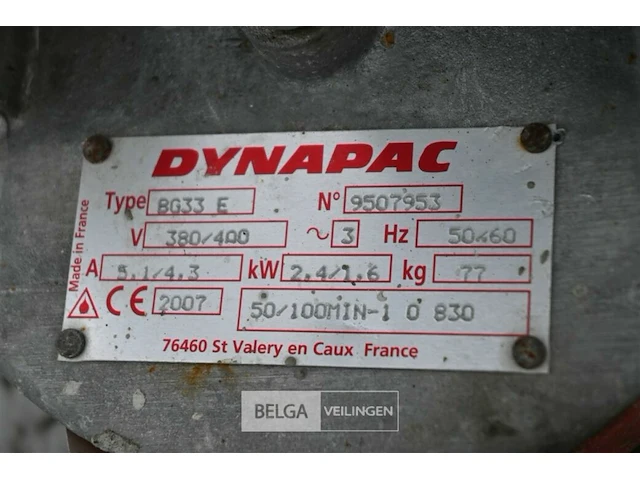 DYNAPAC
Type BG33 E N° 9507953
V 380/400 ~ 3 Hz 50/60
A 5.1/4.3 kW 2.4/1.6 kg 77
CE 2007 50/100MIN-1 O 830
76460 St Valery en Caux France
Made in France
BELGA VEILINGEN